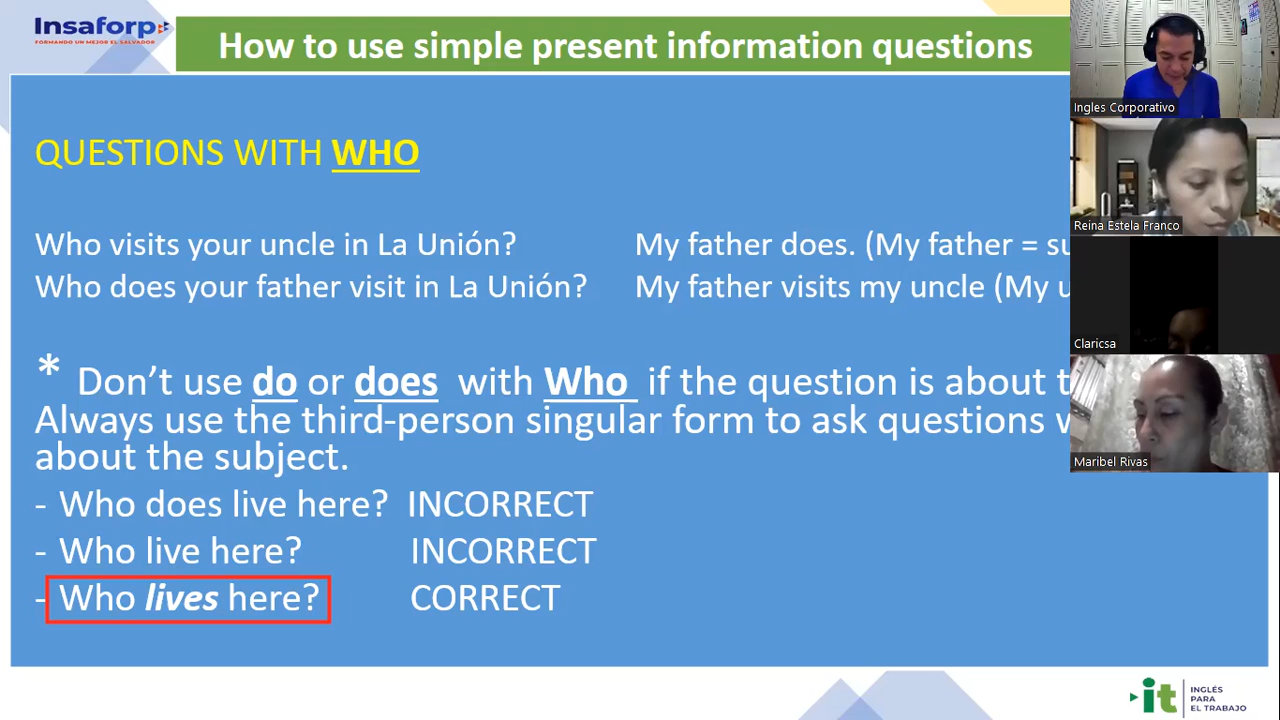 Insaforp
FORMANDO UN MEJOR EL SALVADOR
How to use simple present information questions
QUESTIONS WITH WHO
Who visits your uncle in La Unión? My father does. (My father =
Who does your father visit in La Unión? My father visits my uncle (My
* Don’t use do or does with Who if the question is about
Always use the third-person singular form to ask questions
about the subject.
- Who does live here? INCORRECT
- Who live here? INCORRECT
- Who lives here? CORRECT
Ingles Corporativo
Reina Estela Franco
Claricsa
Maribel Rivas
it
INGLÉS
PARA
EL TRABAJO